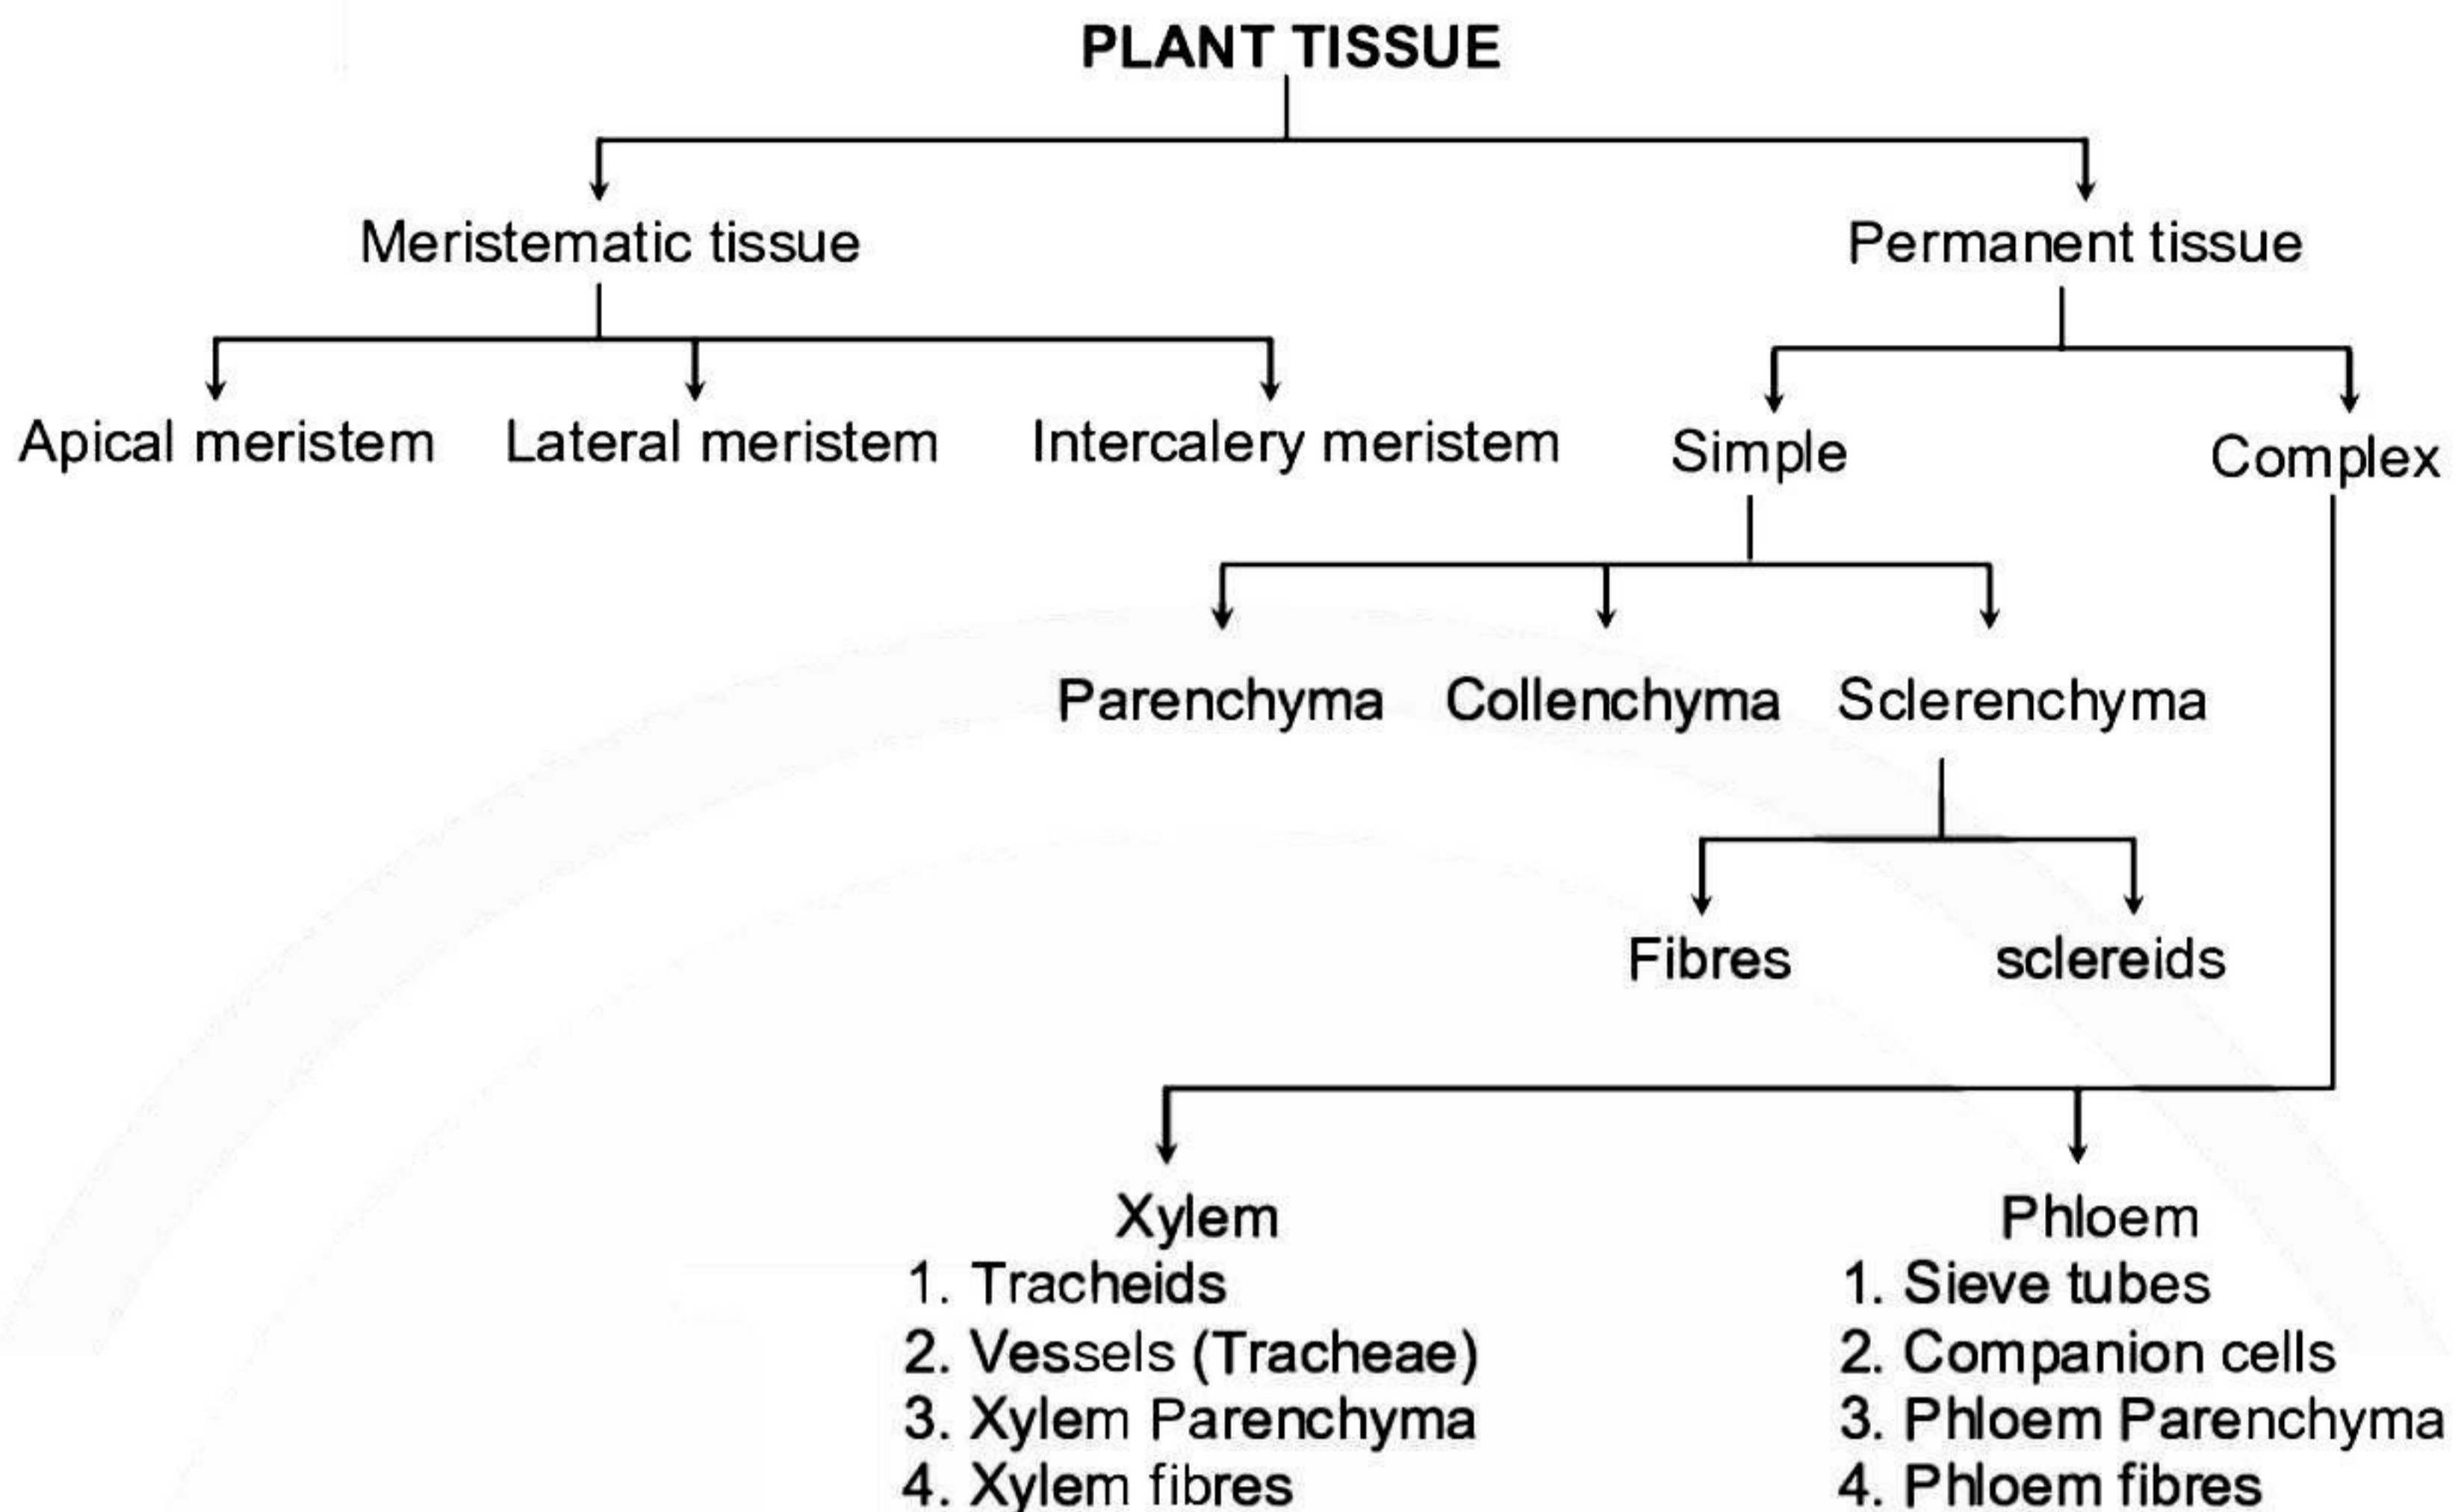 PLANT TISSUE
Meristematic tissue
Permanent tissue
Apical meristem
Lateral meristem
Intercalery meristem
Simple
Complex
Parenchyma
Collenchyma
Sclerenchyma
Fibres
sclereids
Xylem
1. Tracheids
2. Vessels (Tracheae)
3. Xylem Parenchyma
4. Xylem fibres
Phloem
1. Sieve tubes
2. Companion cells
3. Phloem Parenchyma
4. Phloem fibres